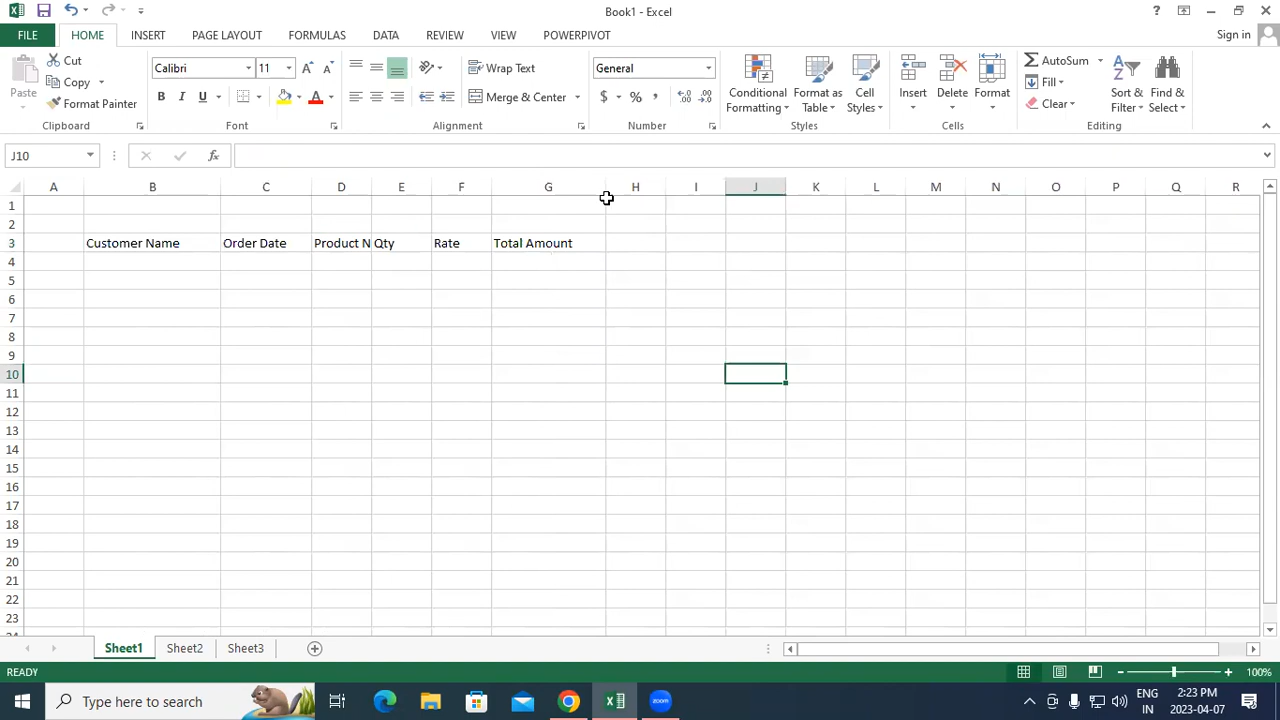 Book1 - Excel
?
FILE HOME INSERT PAGE LAYOUT FORMULAS DATA REVIEW VIEW POWERPIVOT Sign in
Paste Cut Copy Format Painter
Clipboard
Calibri 11
B I U A
Font
Wrap Text
Merge & Center
Alignment
General
$ % ,
Number
Conditional Formatting Format as Table Cell Styles
Styles
Insert Delete Format
Cells
AutoSum Fill Clear Sort & Filter Find & Select
Editing
J10 fx
A B C D E F G H I J K L M N O P Q R
1
2
3 Customer Name Order Date Product N Qty Rate Total Amount
4
5
6
7
8
9
10
11
12
13
14
15
16
17
18
19
20
21
22
23
Sheet1 Sheet2 Sheet3
READY 100%
Type here to search zoom ENG IN 2:23 PM 2023-04-07